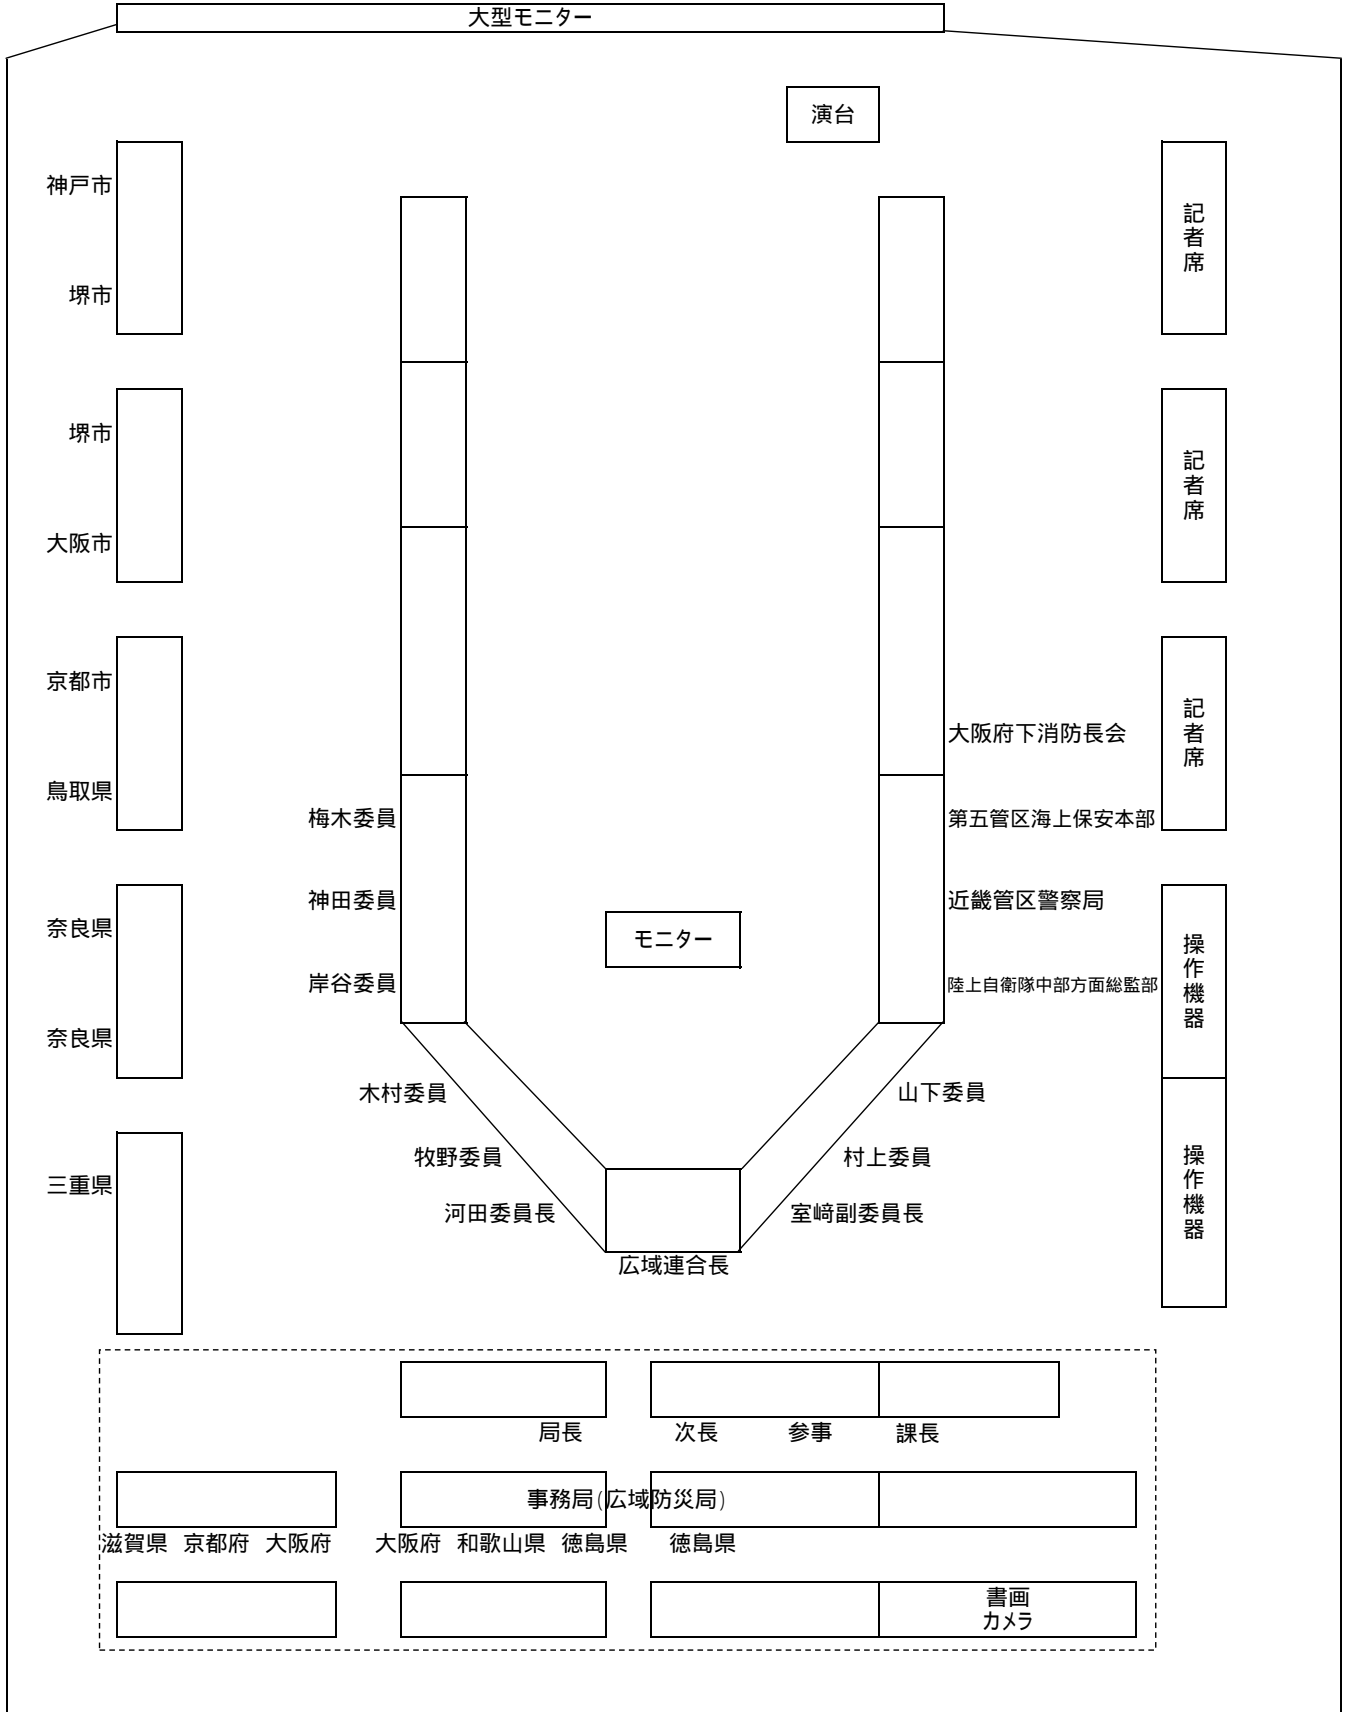 大型モニター
演台
神戸市
堺市
堺市
大阪市
京都市
鳥取県
奈良県
奈良県
三重県
梅木委員
神田委員
岸谷委員
木村委員
牧野委員
河田委員長
モニター
広域連合長
大阪府下消防長会
第五管区海上保安本部
近畿管区警察局
陸上自衛隊中部方面総監部
山下委員
村上委員
室﨑副委員長
記者席
記者席
記者席
操作機器
操作機器
局長 次長 参事 課長
事務局(広域防災局)
滋賀県 京都府 大阪府 大阪府 和歌山県 徳島県 徳島県
書画
カメラ